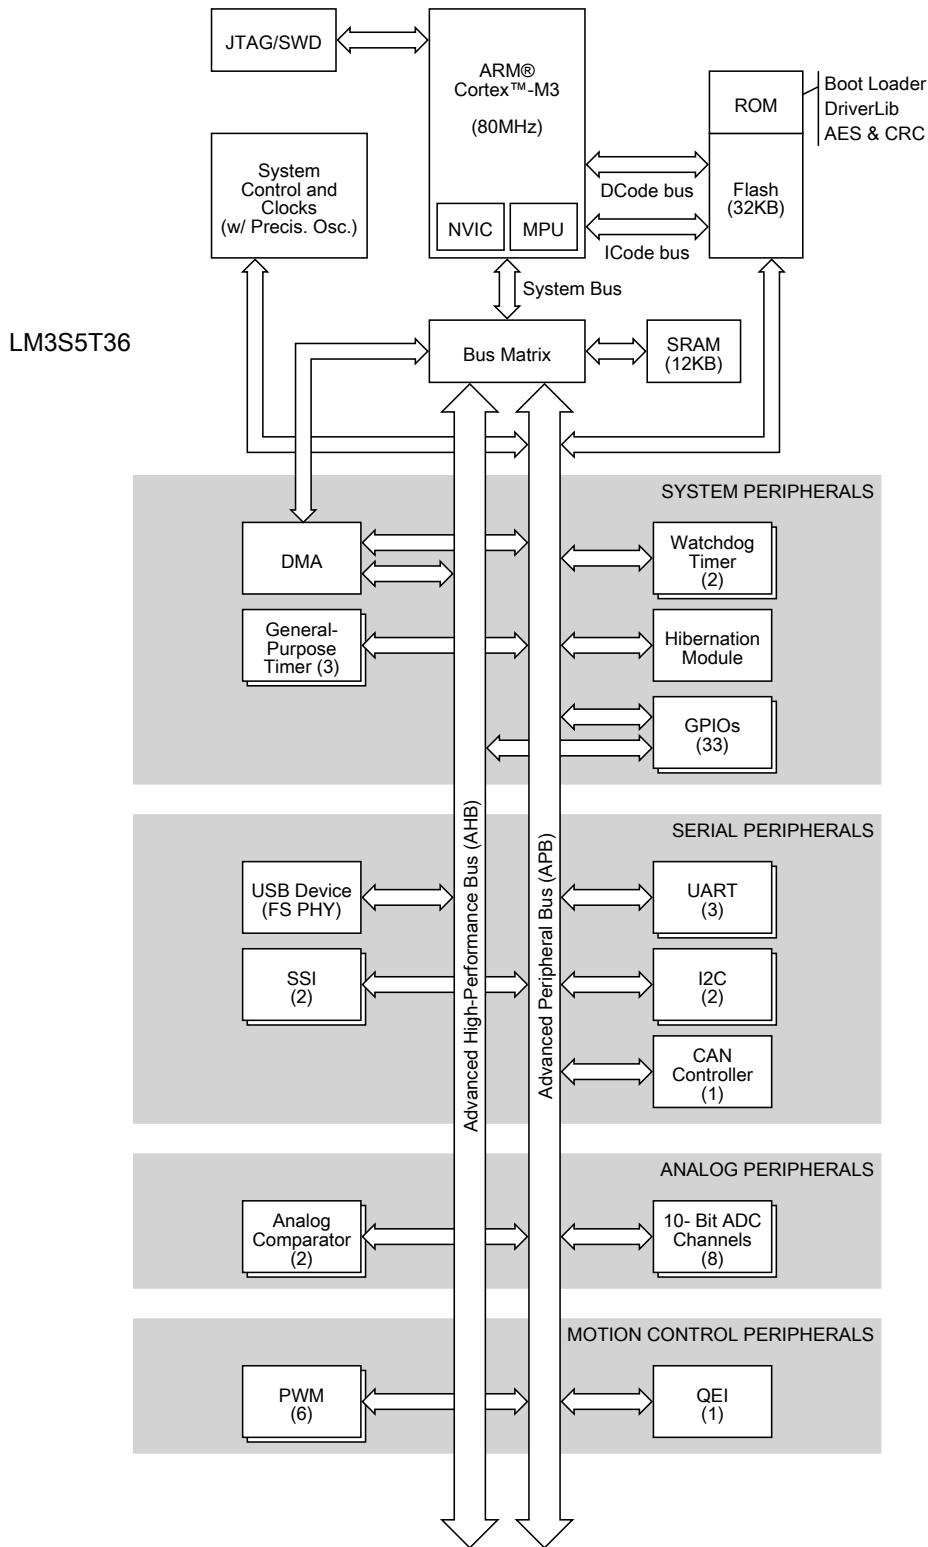 JTAG/SWD
ARM®
Cortex™-M3
(80MHz)
NVIC
MPU
ROM
Boot Loader
DriverLib
AES & CRC
Flash
(32KB)
DCode bus
ICode bus
System
Control and
Clocks
(w/ Precis. Osc.)
System Bus
LM3S5T36
Bus Matrix
SRAM
(12KB)
SYSTEM PERIPHERALS
DMA
Watchdog
Timer
(2)
General-
Purpose
Timer (3)
Hibernation
Module
GPIOs
(33)
Advanced High-Performance Bus (AHB)
Advanced Peripheral Bus (APB)
SERIAL PERIPHERALS
USB Device
(FS PHY)
UART
(3)
SSI
(2)
I2C
(2)
CAN
Controller
(1)
ANALOG PERIPHERALS
Analog
Comparator
(2)
10- Bit ADC
Channels
(8)
MOTION CONTROL PERIPHERALS
PWM
(6)
QEI
(1)